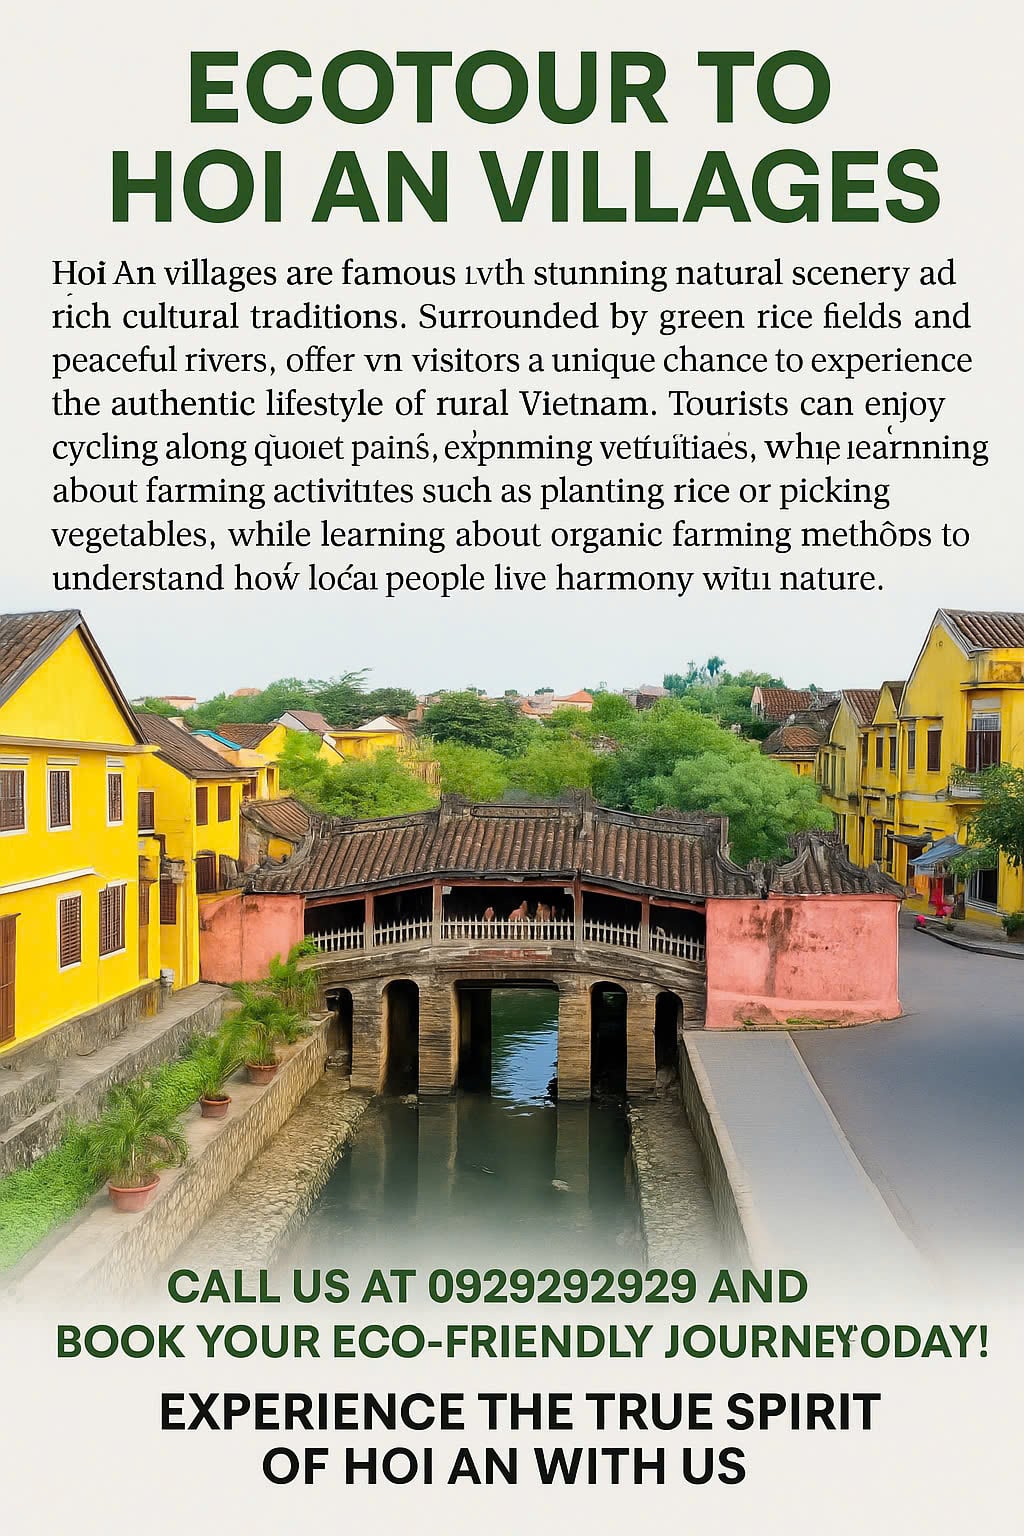 ECOTOUR TO
HOI AN VILLAGES
Hoi An villages are famous stunning natural scenery ad
rich cultural traditions. Surrounded by green rice fields and
peaceful rivers, offer vn visitors a unique chance to experience
the authentic lifestyle of rural Vietnam. Tourists can enjoy
cycling along
about farming such as planting rice or picking
vegetables, while learning about organic farming to
understand how people live harmony nature.
CALL US AT 0929292929 AND
BOOK YOUR ECO-FRIENDLY JOURNEYTODAY!
EXPERIENCE THE TRUE SPIRIT
OF HOI AN WITH US